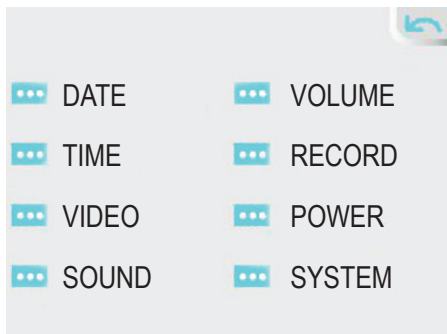 DATE
VOLUME
TIME
RECORD
VIDEO
POWER
SOUND
SYSTEM